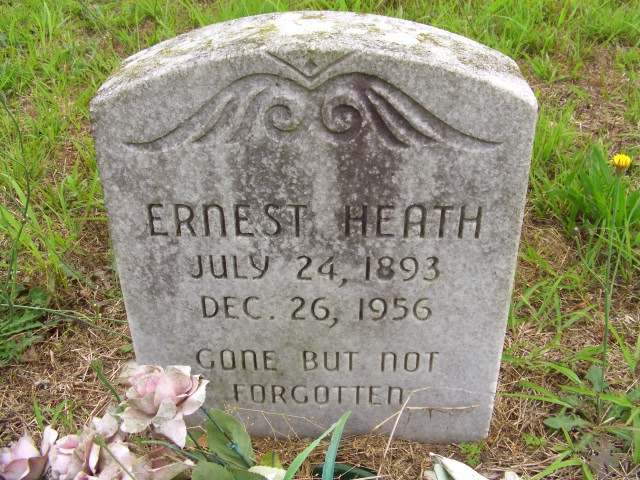 ERNEST HEATH
JULY 24, 1893
DEC. 26, 1956
GONE BUT NOT
FORGOTTEN